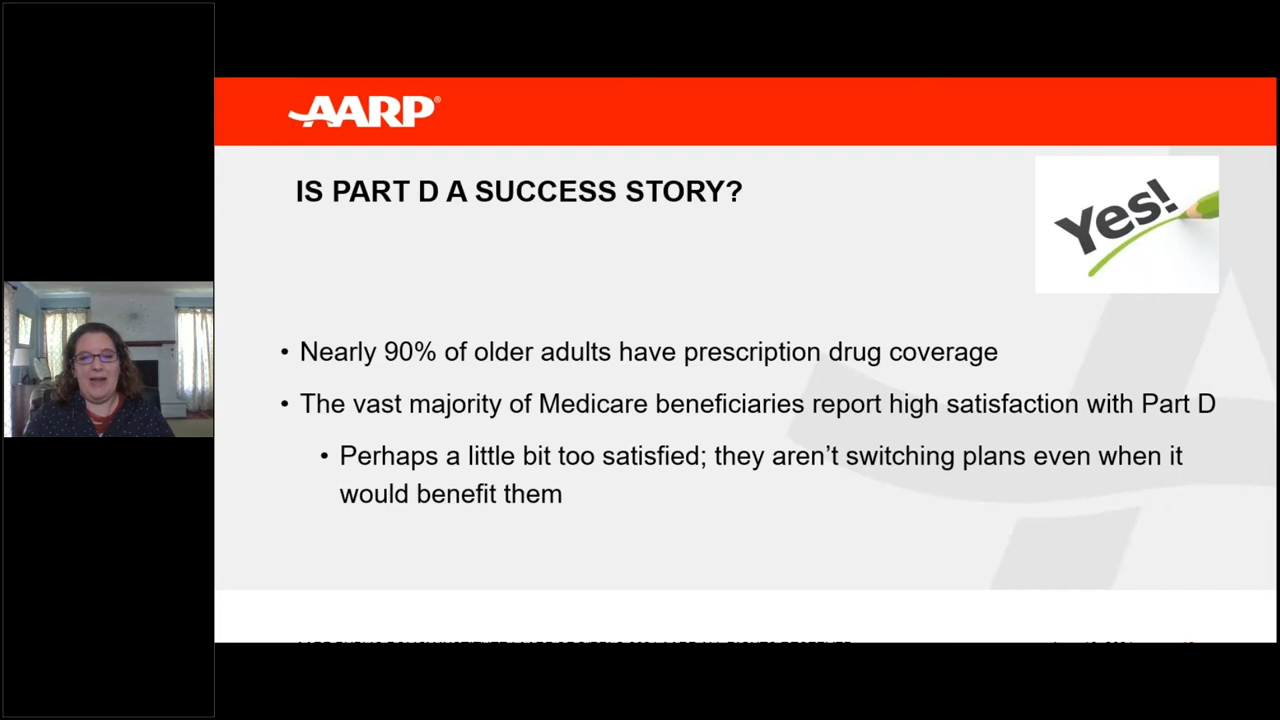 AARP®
IS PART D A SUCCESS STORY?
Yes!
• Nearly 90% of older adults have prescription drug coverage
• The vast majority of Medicare beneficiaries report high satisfaction with Part D
• Perhaps a little bit too satisfied; they aren’t switching plans even when it
would benefit them